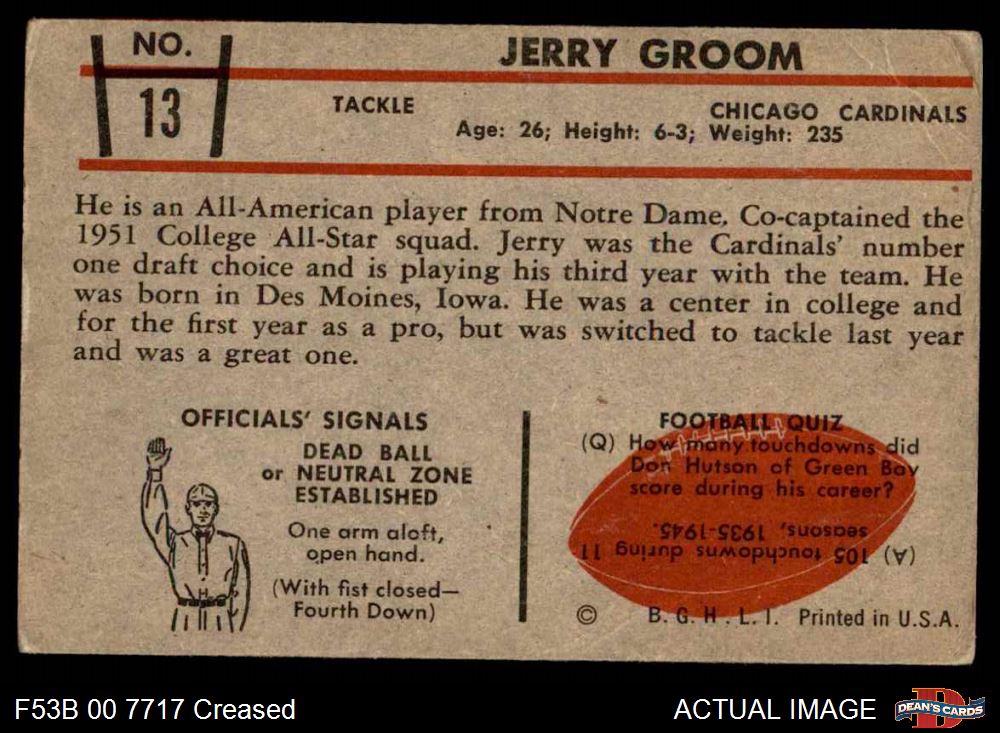 NO.
13
JERRY GROOM
TACKLE
CHICAGO CARDINALS
Age: 26; Height: 6-3; Weight: 235
He is an All-American player from Notre Dame. Co-captained the
1951 College All-Star squad. Jerry was the Cardinals' number
one draft choice and is playing his third year with the team. He
was born in Des Moines, Iowa. He was a center in college and
for the first year as a pro, but was switched to tackle last year
and was a great one.
OFFICIALS' SIGNALS
DEAD BALL
or NEUTRAL ZONE
ESTABLISHED
One arm aloft,
open hand.
(With fist closed—
Fourth Down)
FOOTBALL QUIZ
(Q) How many touchdowns did
Don Hutson of Green Bay
score during his career?
(A) 105 touchdowns during 11
seasons, 1935-1945.
© B. G. H. L. I. Printed in U.S.A.
F53B 00 7717 Creased
ACTUAL IMAGE
D
DEAN'S CARDS